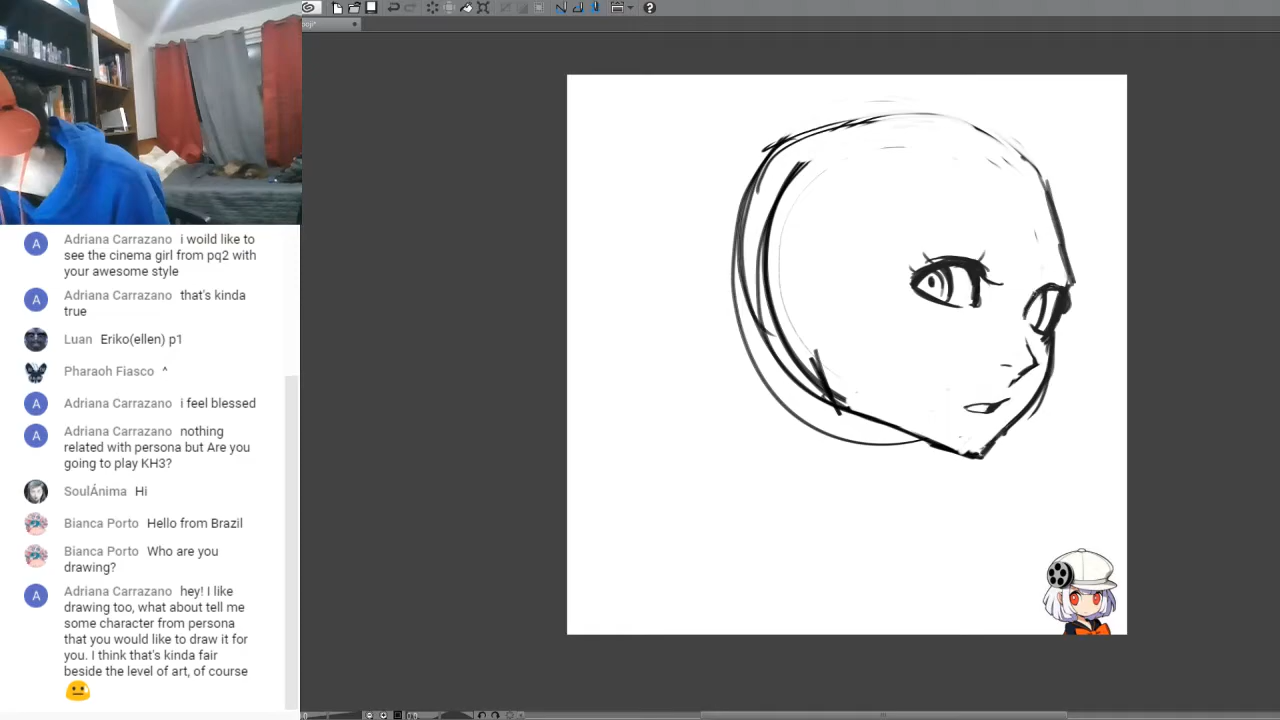 Adriana Carrazano i woild like to
see the cinema girl from pq2 with
your awesome style
A
Adriana Carrazano that's kinda
true
A
Luan Eriko(ellen) p1
Pharaoh Fiasco ^
A
Adriana Carrazano i feel blessed
A
Adriana Carrazano nothing
related with persona but Are you
going to play KH3?
SoulÁnima Hi
Bianca Porto Hello from Brazil
Bianca Porto Who are you
drawing?
A
Adriana Carrazano hey! I like
drawing too, what about tell me
some character from persona
that you would like to draw it for
you. I think that's kinda fair
beside the level of art, of course